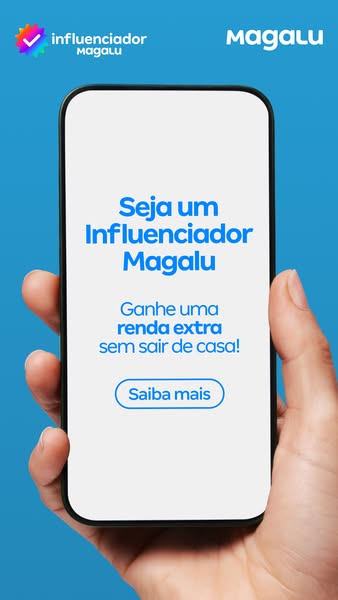 influenciador
MAGALU
MAGALU
Seja um
Influenciador
Magalu
Ganhe uma
renda extra
sem sair de casa!
Saiba mais